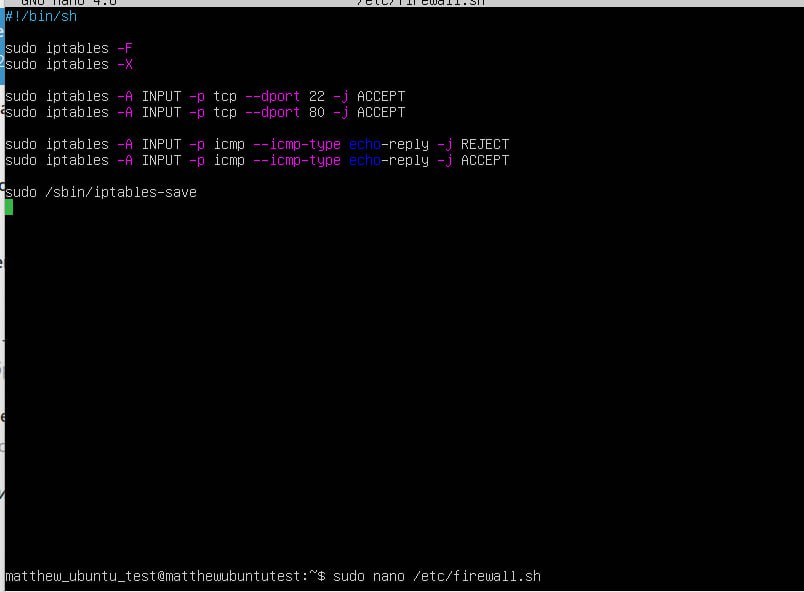 GNU nano 4.8 /etc/firewall.sh
#!/bin/sh
sudo iptables -F
sudo iptables -X
sudo iptables -A INPUT -p tcp --dport 22 -j ACCEPT
sudo iptables -A INPUT -p tcp --dport 80 -j ACCEPT
sudo iptables -A INPUT -p icmp --icmp-type echo-reply -j REJECT
sudo iptables -A INPUT -p icmp --icmp-type echo-reply -j ACCEPT
sudo /sbin/iptables-save
matthew_ubuntu_test@matthewubuntutest:~$ sudo nano /etc/firewall.sh